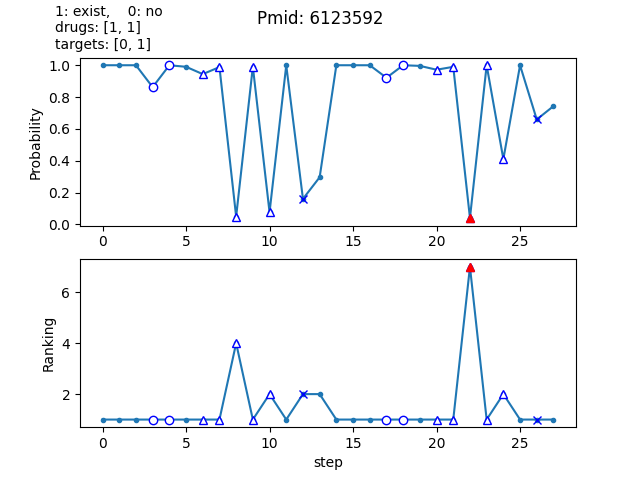 1: exist,    0: no
drugs: [1, 1]
targets: [0, 1]
Pmid: 6123592
Probability
1.0
0.8
0.6
0.4
0.2
0.0
0 5 10 15 20 25
Ranking
6
4
2
0 5 10 15 20 25
step